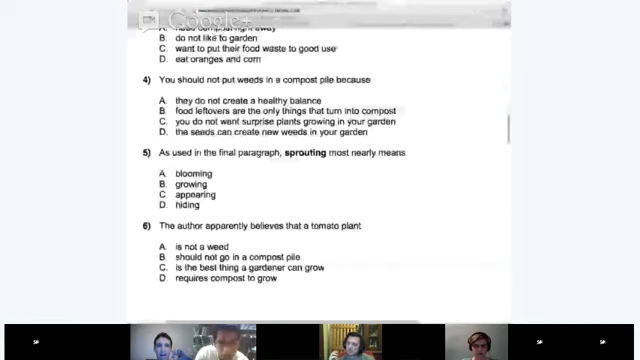 Google+
A. need compost right away
B. do not like to garden
C. want to put their food waste to good use
D. eat oranges and corn
4) You should not put weeds in a compost pile because
A. they do not create a healthy balance
B. food leftovers are the only things that turn into compost
C. you do not want surprise plants growing in your garden
D. the seeds can create new weeds in your garden
5) As used in the final paragraph, sprouting most nearly means
A. blooming
B. growing
C. appearing
D. hiding
6) The author apparently believes that a tomato plant
A. is not a weed
B. should not go in a compost pile
C. is the best thing a gardener can grow
D. requires compost to grow